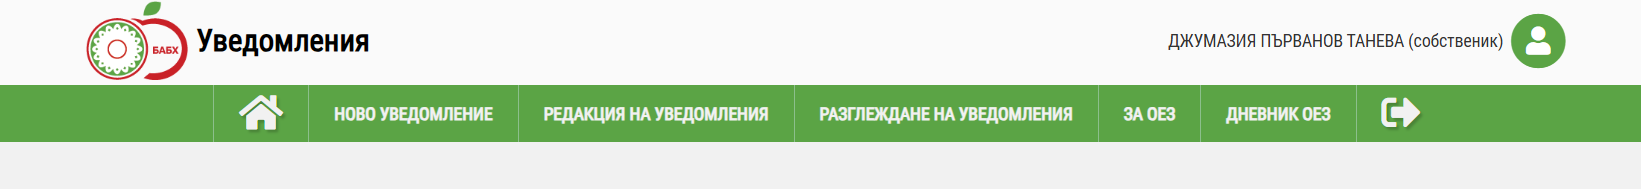 БАБХ
Уведомления
ДЖУМАЗИЯ ПЪРВАНОВ ТАНЕВА (собственик)
НОВО УВЕДОМЛЕНИЕ
РЕДАКЦИЯ НА УВЕДОМЛЕНИЯ
РАЗГЛЕЖДАНЕ НА УВЕДОМЛЕНИЯ
ЗА ОЕЗ
ДНЕВНИК ОЕЗ